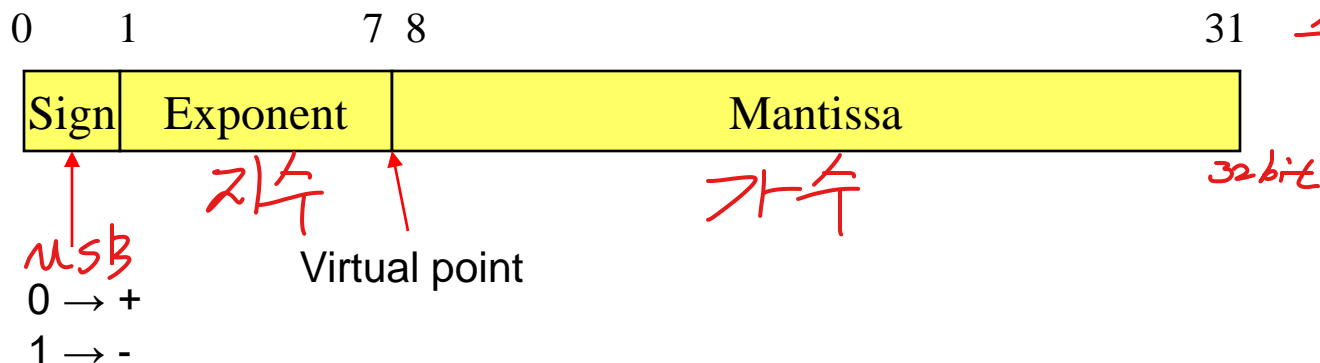 0 1 7 8 31
Sign Exponent Mantissa
지수 가수 32bit
MSB Virtual point
0 → +
1 → -